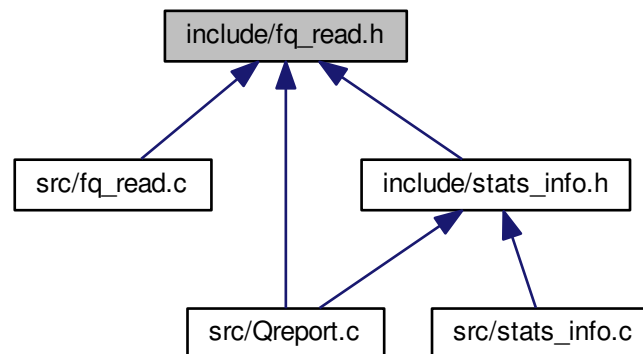 include/fq_read.h
src/fq_read.c
include/stats_info.h
src/Qreport.c
src/stats_info.c